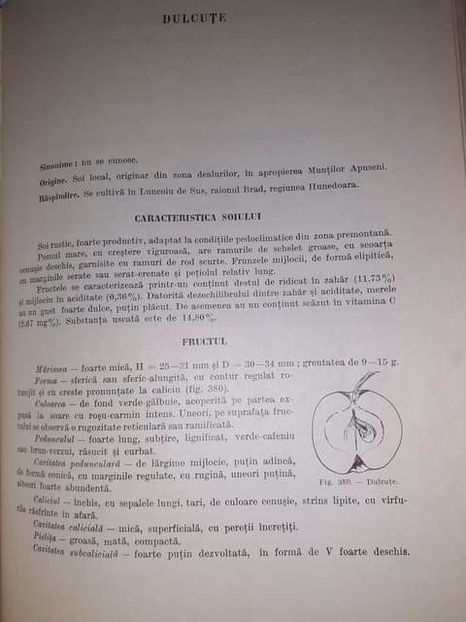 DULCUȚE
Sinonime: nu se cunosc.
Origine. Soi local, originar din zona dealurilor, în apropierea Munților Apuseni.
Răspîndire. Se cultivă în Luncoiu de Sus, raionul Brad, regiunea Hunedoara.
CARACTERISTICA SOIULUI
Soi rustic, foarte productiv, adaptat la condițiile pedoclimatice din zona premontană.
Pomul mare, cu creștere viguroasă, are ramurile de schelet groase, cu scoarța
cenușie deschis, garnisite cu ramuri de rod scurte. Frunzele mijlocii, de formă eliptică,
cu marginile serate sau serat-crenate și pețiolul relativ lung.
Fructele se caracterizează printr-un conținut destul de ridicat în zahăr (11,73%)
și mijlociu în aciditate (0,36%). Datorită dezechilibrului dintre zahăr și aciditate, merele
au un gust foarte dulce, puțin plăcut. De asemenea au un conținut scăzut în vitamina C
(2,67 mg%). Substanța uscată este de 14,80%.
FRUCTUL
Mărimea — foarte mică, H = 25—31 mm și D = 30—34 mm; greutatea de 9—15 g.
Forma — sferică sau sferic-alungită, cu contur regulat ro-
tunjit și cu creste pronunțate la caliciu (fig. 380).
Culoarea — de fond verde-gălbuie, acoperită pe partea ex-
pusă la soare cu roșu-carmin intens. Uneori, pe suprafața fruc-
tului se observă o rugozitate reticulară sau ramificată.
Pedunculul — foarte lung, subțire, lignificat, verde-cafeniu
sau brun-verzui, răsucit și curbat.
Cavitatea pedunculară — de lărgime mijlocie, puțin adîncă,
de formă conică, cu marginile regulate, cu rugină, uneori puțină,
alteori foarte abundentă.
Fig. 380. — Dulcuțe.
Caliciul — închis, cu sepalele lungi, tari, de culoare cenușie, strîns lipite, cu vîrfu-
rile răsfrînte în afară.
Cavitatea calicială — mică, superficială, cu pereții încrețiți.
Pielița — groasă, mată, compactă.
Cavitatea subcalicială — foarte puțin dezvoltată, în formă de V foarte deschis.